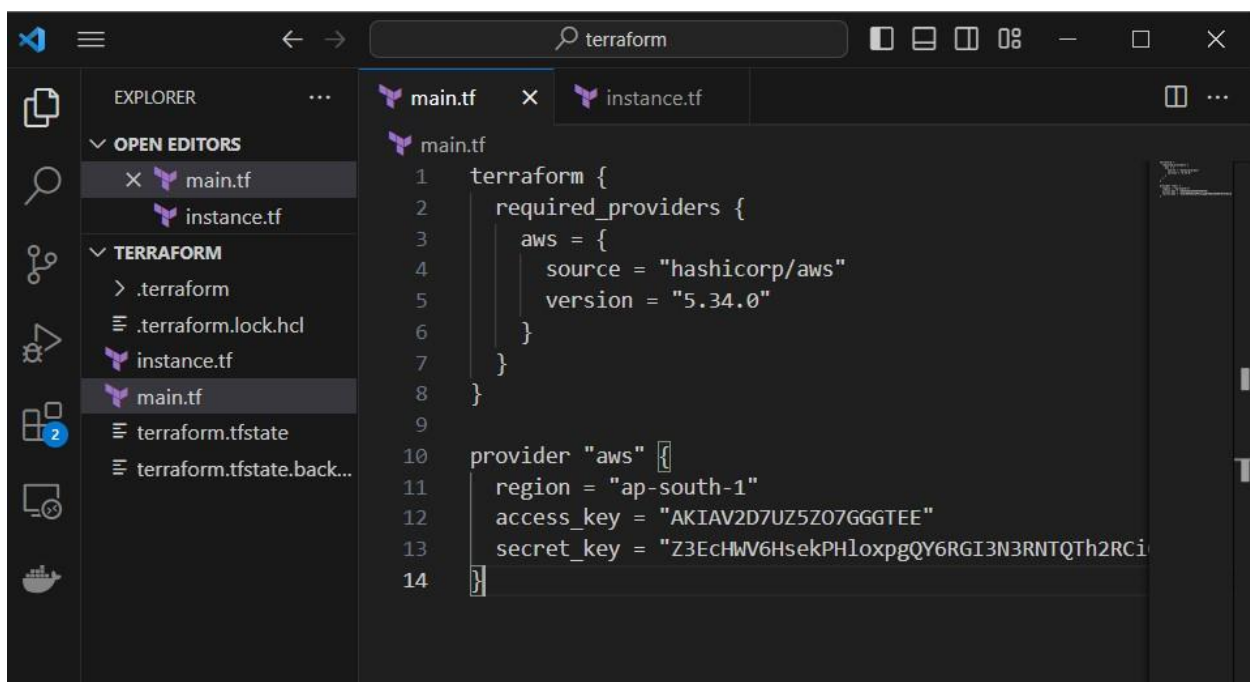 terraform
EXPLORER
OPEN EDITORS
main.tf
instance.tf
TERRAFORM
.terraform
.terraform.lock.hcl
instance.tf
main.tf
terraform.tfstate
terraform.tfstate.back...
2
main.tf
instance.tf
main.tf
1 terraform {
2 required_providers {
3 aws = {
4 source = "hashicorp/aws"
5 version = "5.34.0"
6 }
7 }
8 }
9
10 provider "aws" {
11 region = "ap-south-1"
12 access_key = "AKIAV2D7UZ5ZO7GGGTEE"
13 secret_key = "Z3EcHWV6HsekPHloxpgQY6RGI3N3RNTQTh2RCi
14 }